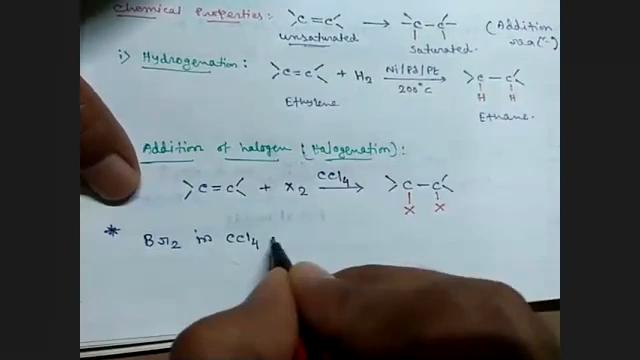 Chemical Properties: >C=C< → -C-C- (Addition
unsaturated Saturated. rxn(s)
i) Hydrogenation: >C=C< + H2 Ni/Pd/Pt 200°C → >C-C<
H H
Ethylene Ethane.
Addition of halogen (Halogenation):
>C=C< + X2 CCl4 → >C-C<
X X
* Br2 in CCl4